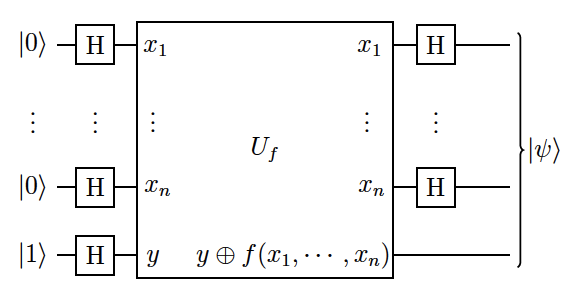 |0⟩ H x₁ x₁ H
⋮ ⋮ ⋮ ⋮ ⋮
U_f |ψ⟩
|0⟩ H xₙ xₙ H
|1⟩ H y y ⊕ f(x₁, ⋯ , xₙ)